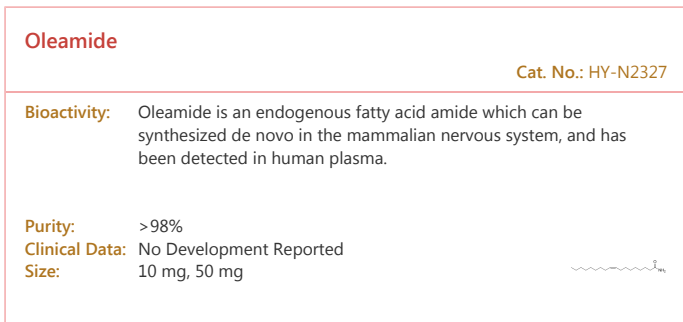 Oleamide
Cat. No.: HY-N2327
Bioactivity: Oleamide is an endogenous fatty acid amide which can be
synthesized de novo in the mammalian nervous system, and has
been detected in human plasma.
Purity: >98%
Clinical Data: No Development Reported
Size: 10 mg, 50 mg
O
NH₂